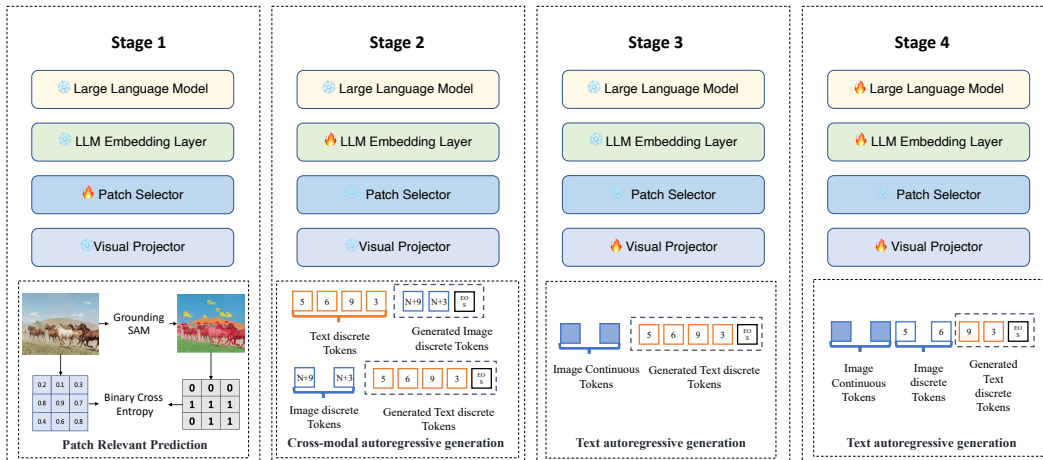 Stage 1
Large Language Model
LLM Embedding Layer
Patch Selector
Visual Projector
Grounding
SAM
0.2 0.1 0.3
0.8 0.9 0.7
0.4 0.6 0.8
Binary Cross
Entropy
0 0 0
1 1 1
0 1 1
Patch Relevant Prediction
Stage 2
Large Language Model
LLM Embedding Layer
Patch Selector
Visual Projector
5 6 9 3
N+9 N+3 EO
S
Text discrete
Tokens
Generated Image
discrete Tokens
N+9 N+3
5 6 9 3 EO
S
Image discrete
Tokens
Generated Text discrete
Tokens
Cross-modal autoregressive generation
Stage 3
Large Language Model
LLM Embedding Layer
Patch Selector
Visual Projector
5 6 9 3 EO
S
Image Continuous
Tokens
Generated Text discrete
Tokens
Text autoregressive generation
Stage 4
Large Language Model
LLM Embedding Layer
Patch Selector
Visual Projector
5 6
9 3 EO
S
Image
Continuous
Tokens
Image
discrete
Tokens
Generated
Text
discrete
Tokens
Text autoregressive generation